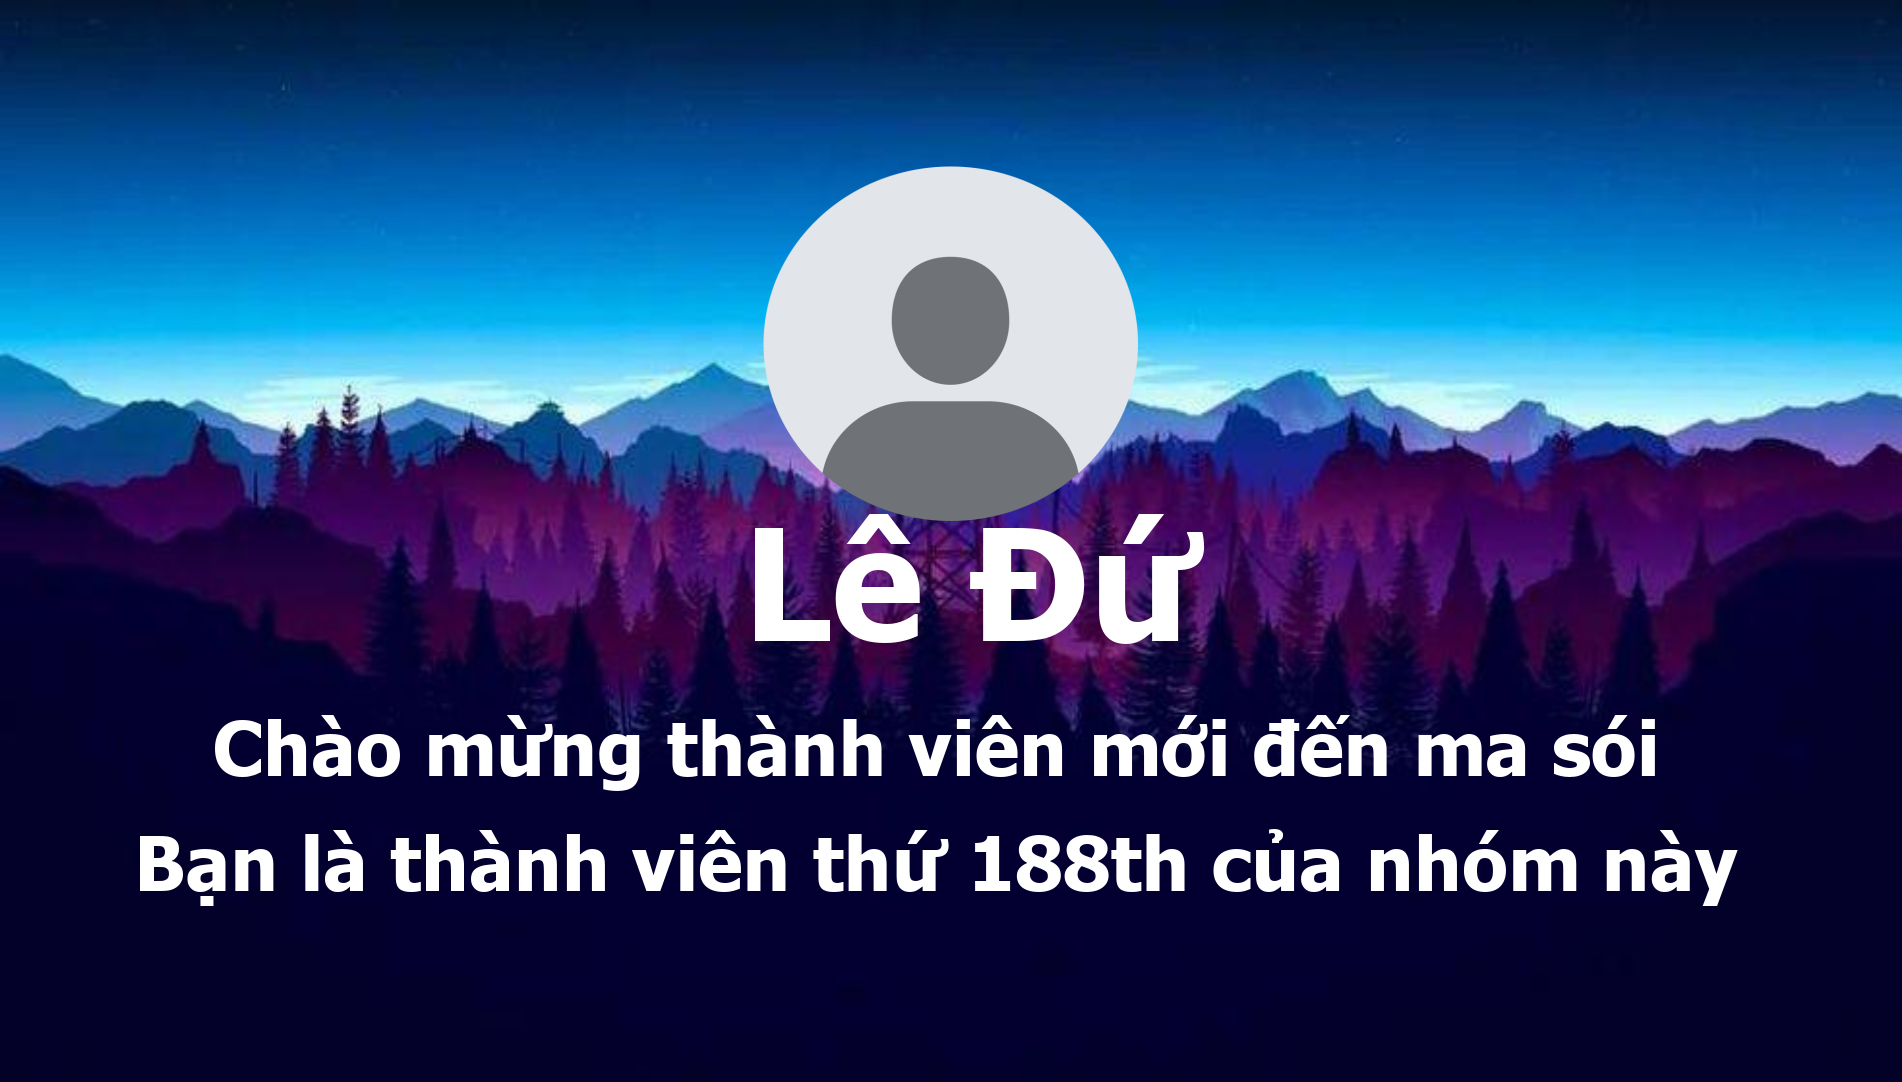 Lê Đứ
Chào mừng thành viên mới đến ma sói
Bạn là thành viên thứ 188th của nhóm này